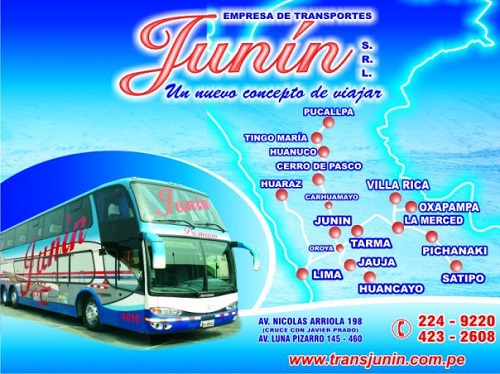 EMPRESA DE TRANSPORTES
Junín S.R.L.
Un nuevo concepto de viajar
PUCALLPA
TINGO MARÍA
HUANUCO
CERRO DE PASCO
HUARAZ
CARHUAMAYO
VILLA RICA
OXAPAMPA
LA MERCED
JUNIN
OROYA
TARMA
PICHANAKI
JAUJA
LIMA
SATIPO
HUANCAYO
Junín
Junín
Premium
AV. NICOLAS ARRIOLA 198
(CRUCE CON JAVIER PRADO)
AV. LUNA PIZARRO 145 - 460
224 - 9220
423 - 2608
www.transjunin.com.pe